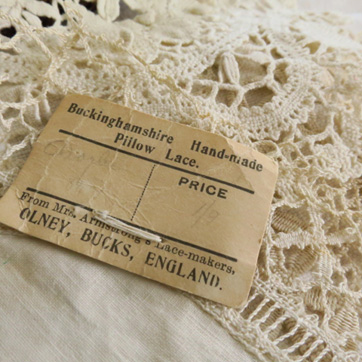 Buckinghamshire Hand-made
Pillow Lace.
PRICE
From Mrs. Armstrong's Lace-makers,
OLNEY, BUCKS, ENGLAND.